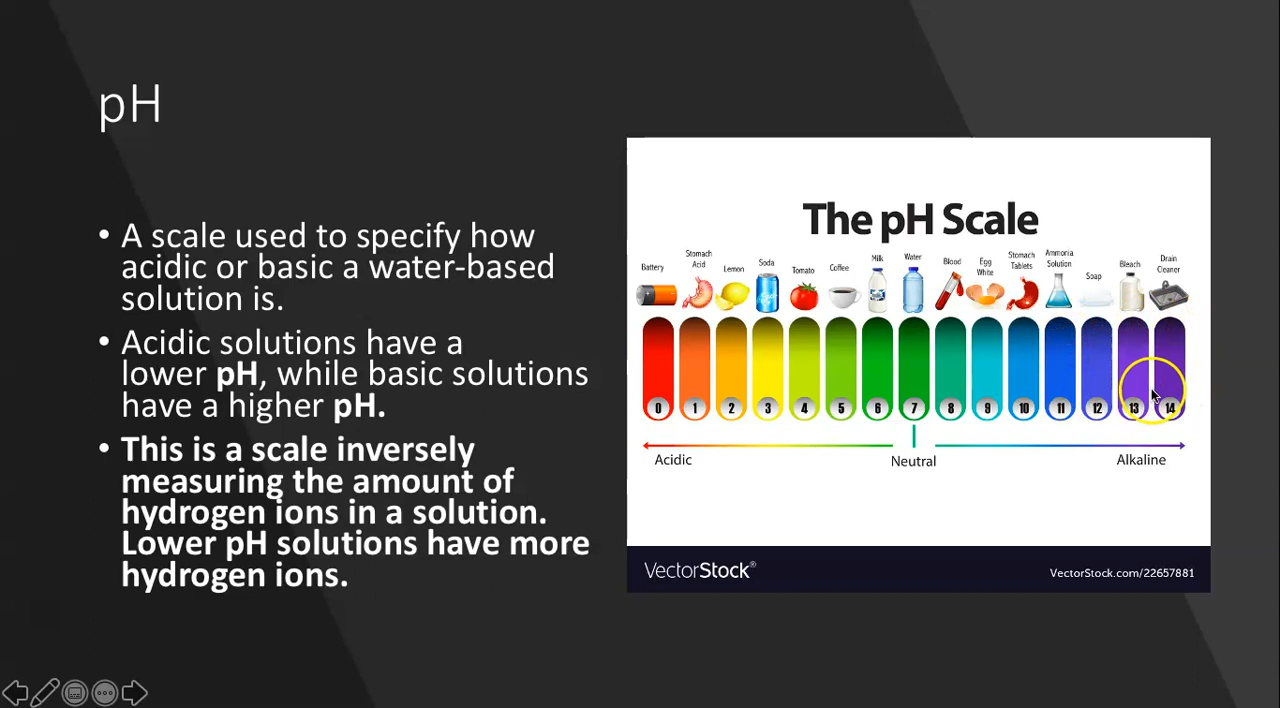 pH
• A scale used to specify how
acidic or basic a water-based
solution is.
• Acidic solutions have a
lower pH, while basic solutions
have a higher pH.
• This is a scale inversely
measuring the amount of
hydrogen ions in a solution.
Lower pH solutions have more
hydrogen ions.
The pH Scale
Battery
Stomach
Acid
Lemon
Soda
Tomato
Coffee
Milk
Water
Blood
Egg
White
Stomach
Tablets
Ammonia
Solution
Soap
Bleach
Drain
Cleaner
0 1 2 3 4 5 6 7 8 9 10 11 12 13 14
Acidic Neutral Alkaline
VectorStock® VectorStock.com/22657881